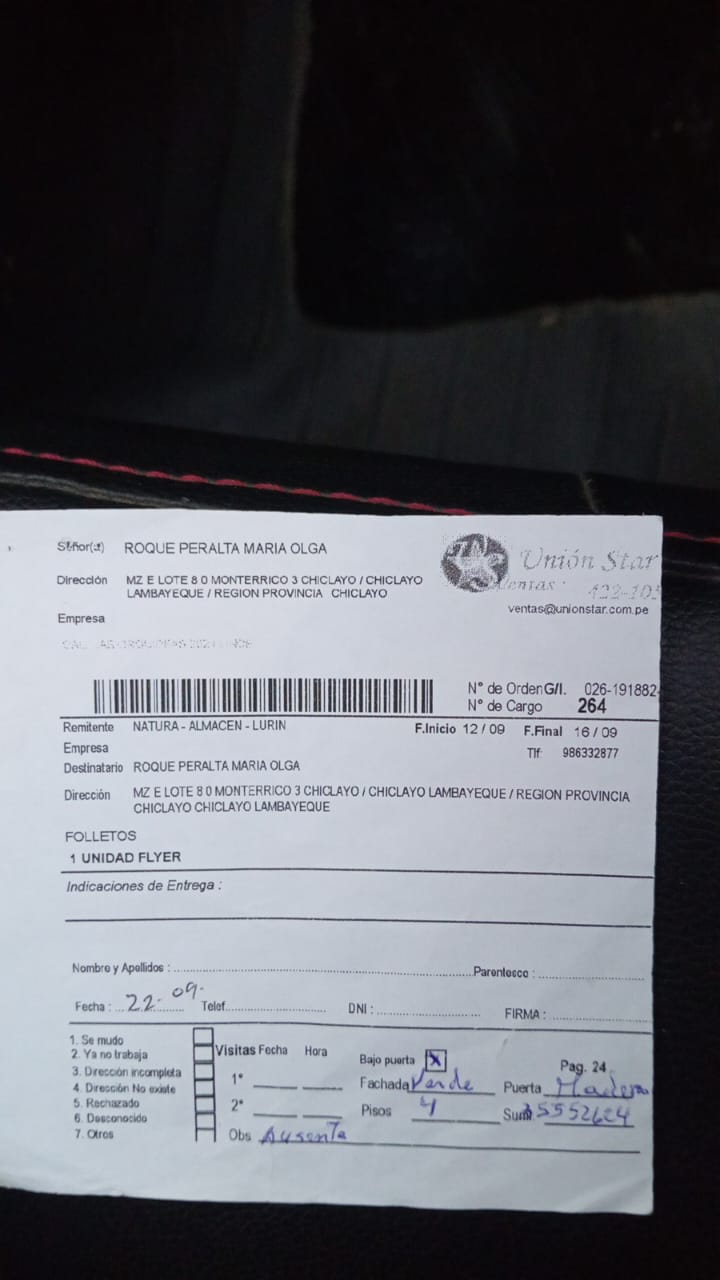 Señor(a) ROQUE PERALTA MARIA OLGA
Unión Star
Ventas :
Dirección MZ E LOTE 8 0 MONTERRICO 3 CHICLAYO / CHICLAYO
LAMBAYEQUE / REGION PROVINCIA CHICLAYO
ventas@unionstar.com.pe
Empresa
N° de Orden G/I. 026-191882
N° de Cargo 264
Remitente NATURA - ALMACEN - LURIN F.Inicio 12 / 09 F.Final 16 / 09
Empresa Tlf: 986332877
Destinatario ROQUE PERALTA MARIA OLGA
Dirección MZ E LOTE 8 0 MONTERRICO 3 CHICLAYO / CHICLAYO LAMBAYEQUE / REGION PROVINCIA
CHICLAYO CHICLAYO LAMBAYEQUE
FOLLETOS
1 UNIDAD FLYER
Indicaciones de Entrega :
Nombre y Apellidos : Parentesco :
Fecha : 22-09- Telef. DNI : FIRMA :
1. Se mudo
2. Ya no trabaja
3. Dirección incompleta
4. Dirección No existe
5. Rechazado
6. Desconocido
7. Otros
Visitas Fecha Hora
1°
2°
Obs Ausente
Bajo puerta X Pag. 24
Fachada Verde Puerta Madera
Pisos 4 Sum 5552624